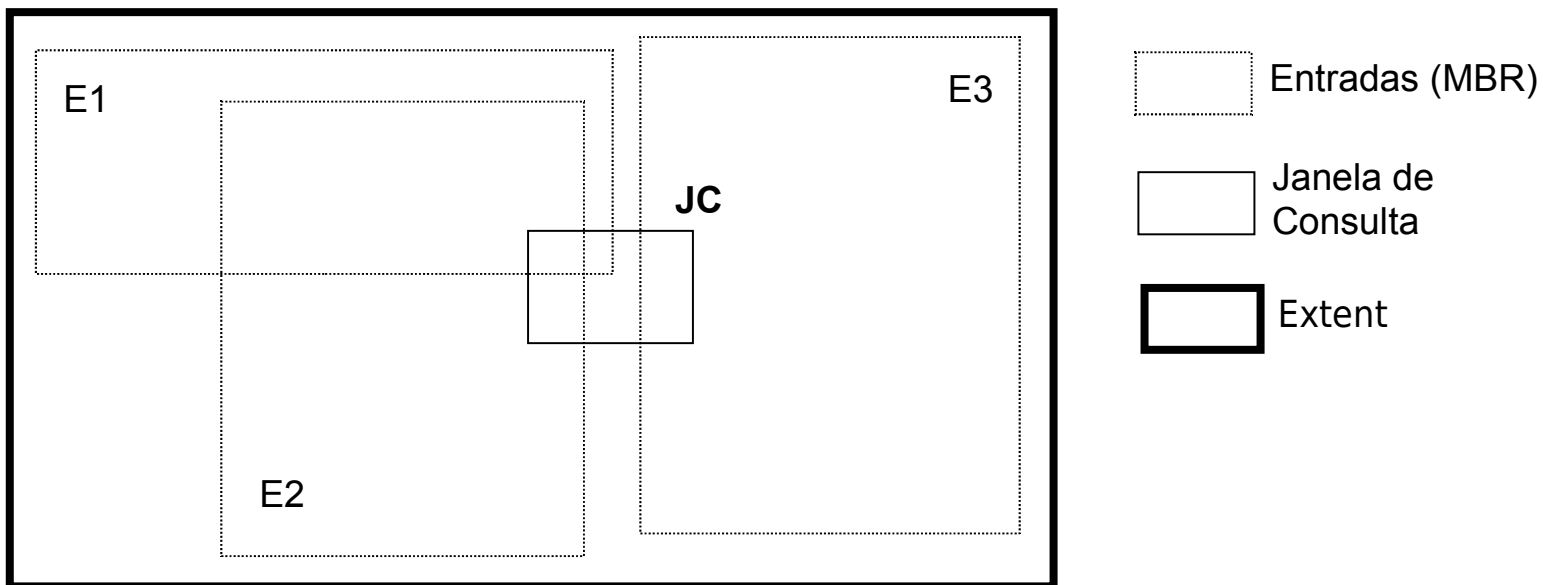 E1
E3
JC
E2
Entradas (MBR)
Janela de
Consulta
Extent